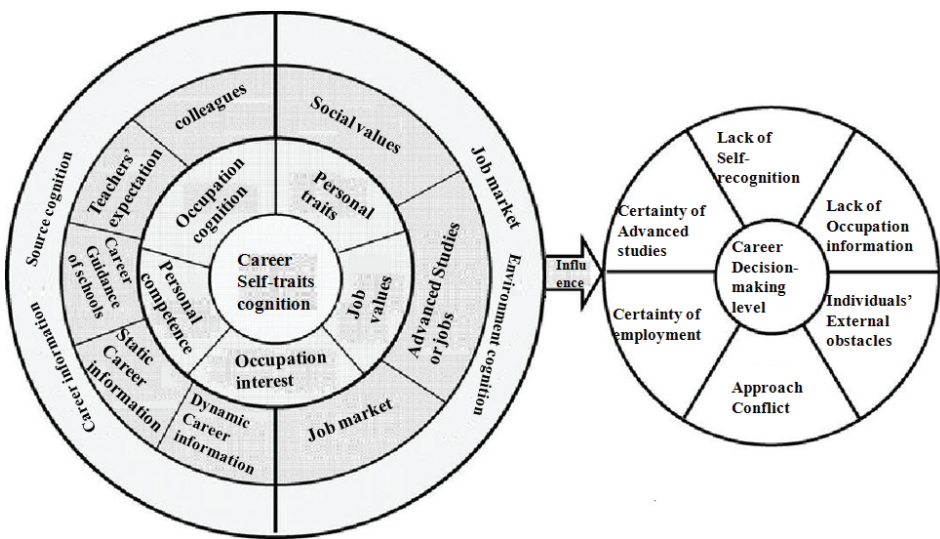 Source cognition
Career information
Job market
Environment cognition
colleagues
Teachers’
expectation
Career
Guidance
of schools
Static
Career
information
Dynamic
Career
information
Social values
Advanced Studies
or jobs
Job market
Occupation
cognition
Personal
traits
Personal
competence
Job
values
Occupation
interest
Career
Self-traits
cognition
Influ
ence
Lack of
Self-
recognition
Lack of
Occupation
information
Individuals’
External
obstacles
Approach
Conflict
Certainty of
employment
Certainty of
Advanced
studies
Career
Decision-
making
level